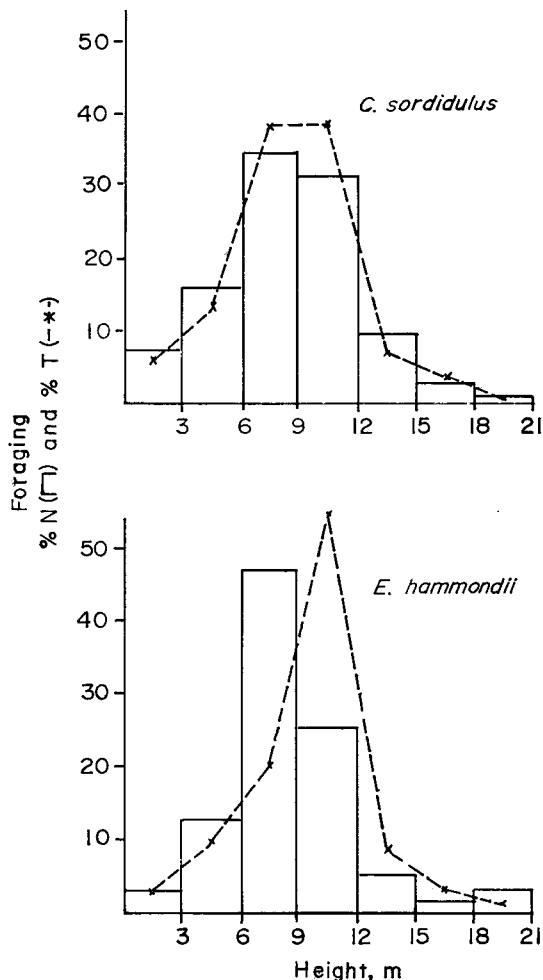 50
40
30
20
10
C. sordidulus
3 6 9 12 15 18 21
Foraging
% N (⊓) and % T (-*-)
50
40
30
20
10
E. hammondii
3 6 9 12 15 18 21
Height, m